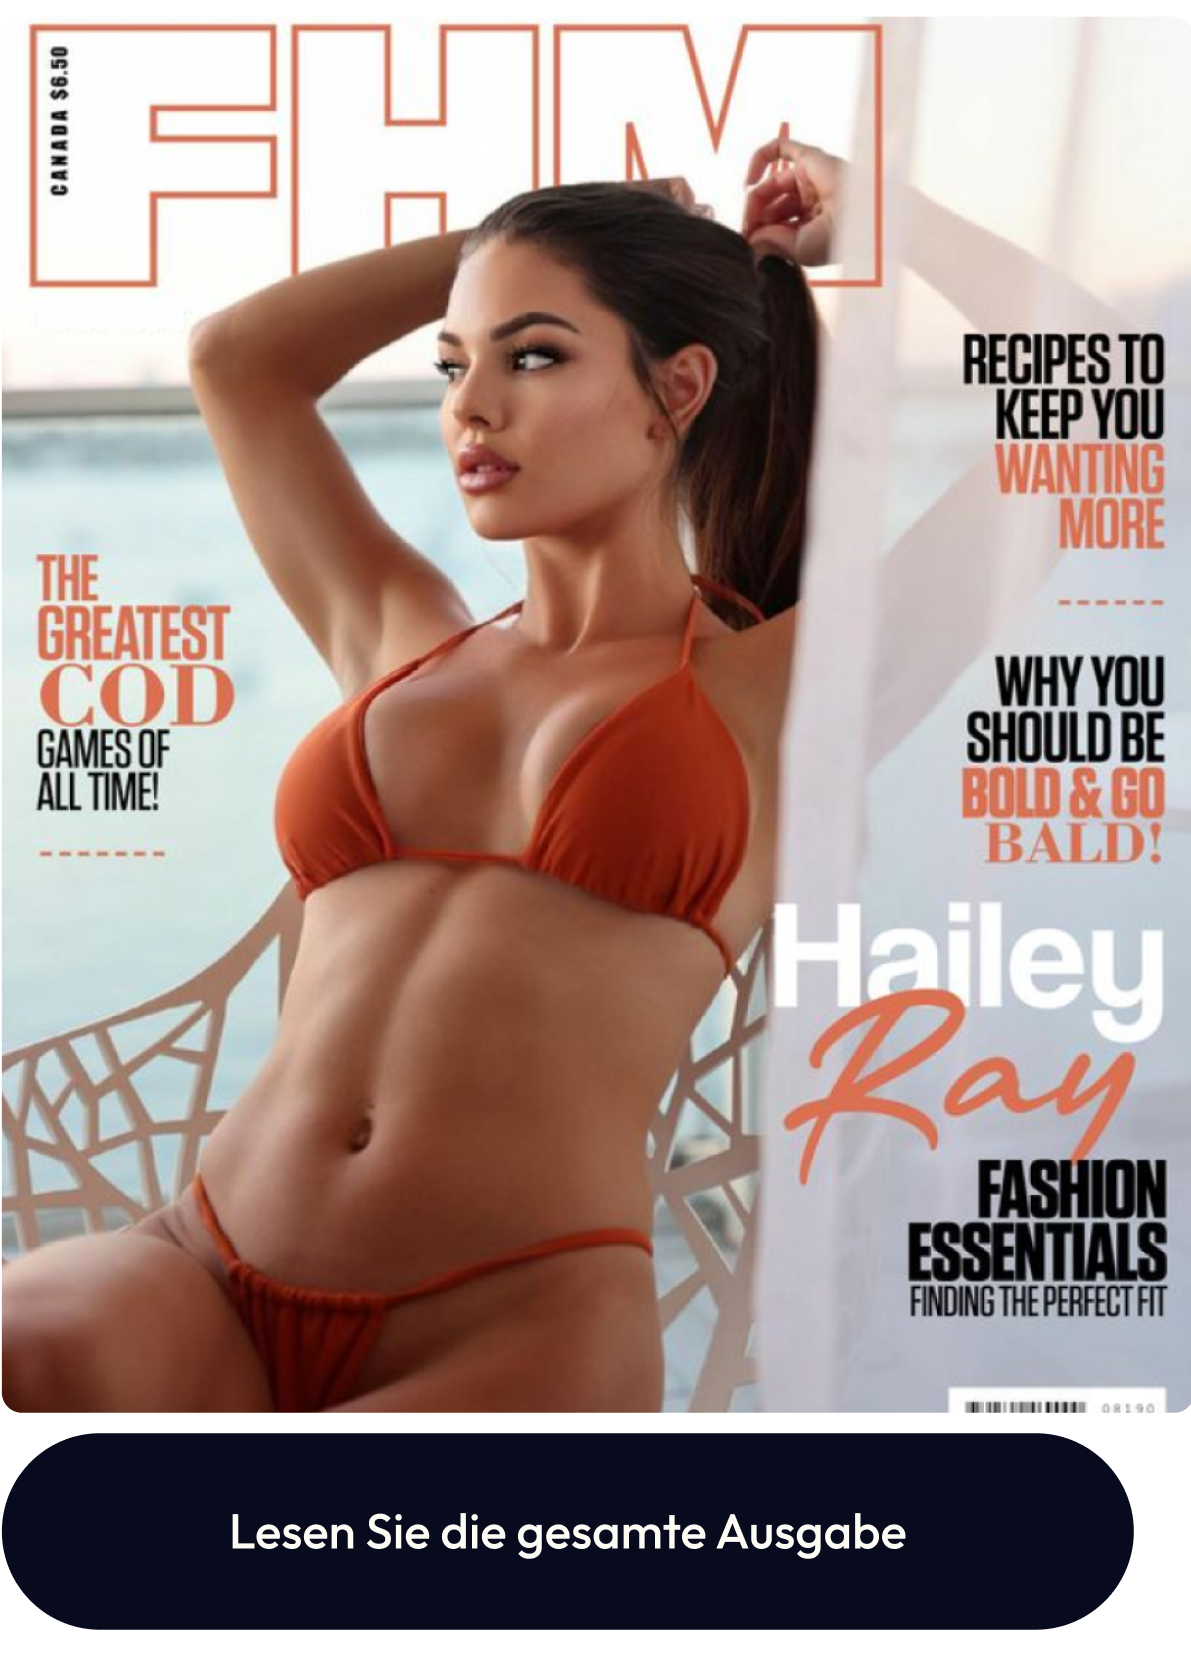 FHM
CANADA $6.50
RECIPES TO
KEEP YOU
WANTING
MORE
THE
GREATEST
COD
GAMES OF
ALL TIME!
WHY YOU
SHOULD BE
BOLD & GO
BALD!
Hailey
Ray
FASHION
ESSENTIALS
FINDING THE PERFECT FIT
08190
Lesen Sie die gesamte Ausgabe